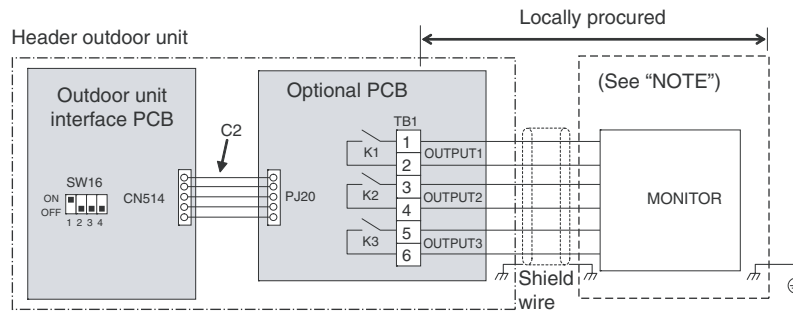 Locally procured
Header outdoor unit
Outdoor unit
interface PCB
C2
Optional PCB
(See “NOTE”)
TB1
K1
1
2
OUTPUT1
SW16
ON
OFF
1 2 3 4
CN514
PJ20
K2
3
4
OUTPUT2
K3
5
6
OUTPUT3
MONITOR
Shield
wire